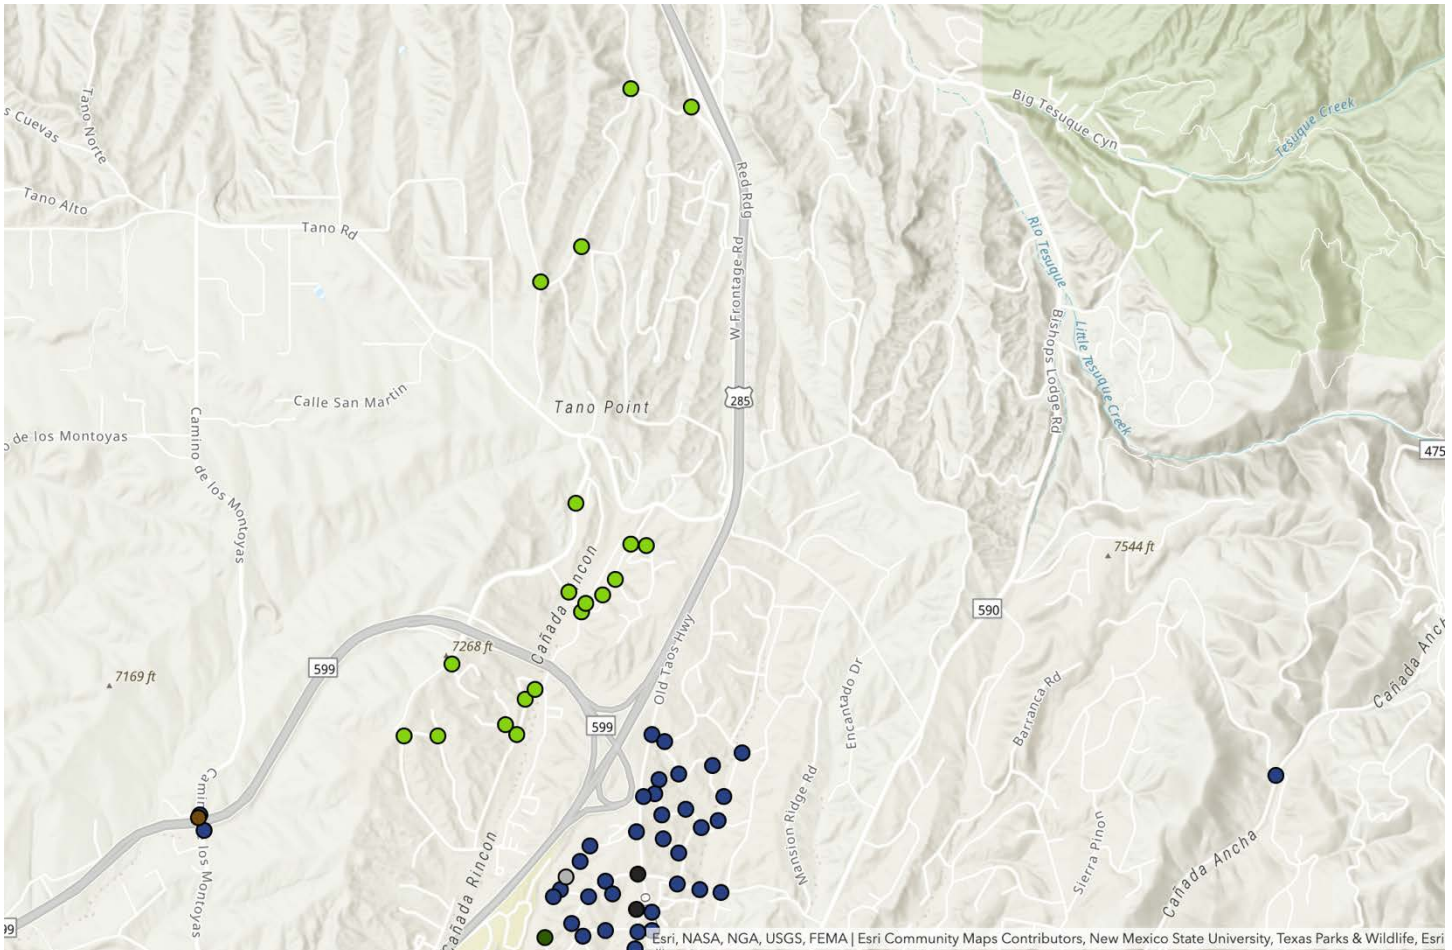 Big Tesuque Cyn
Tesuque Creek
s Cuevas
Tano Norte
Tano Alto
Tano Rd
Red Rdg
W Frontage Rd
Rio Tesuque
Little Tesuque Creek
Bishops Lodge Rd
Calle San Martin
Tano Point
285
Camino de los Montoyas
o de los Montoyas
475
7544 ft
Cañada Rincon
590
7268 ft
599
7169 ft
Old Taos Hwy
599
Encantado Dr
Barranca Rd
Cañada Anch
Mansion Ridge Rd
Sierra Pinon
Cañada Ancha
Camin
los Montoyas
Cañada Rincon
99
Esri, NASA, NGA, USGS, FEMA | Esri Community Maps Contributors, New Mexico State University, Texas Parks & Wildlife, Esri